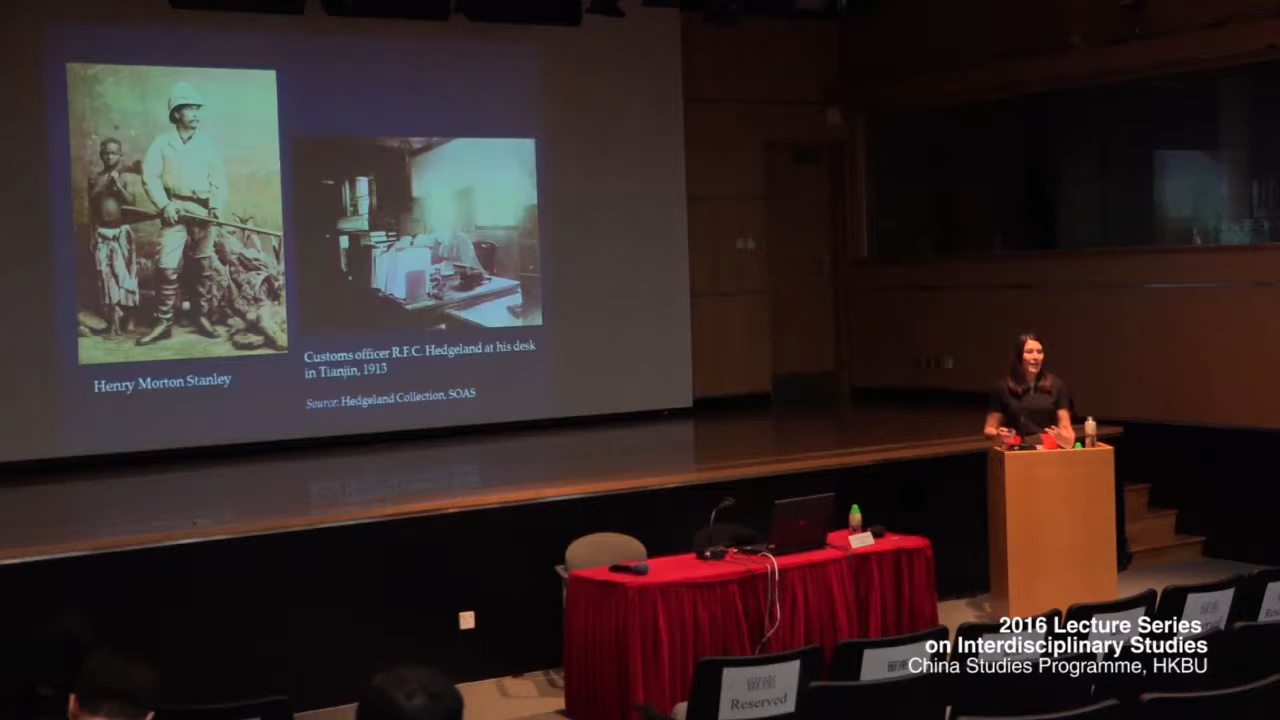 Henry Morton Stanley
Customs officer R.F.C. Hedgeland at his desk
in Tianjin, 1913
Source: Hedgeland Collection, SOAS
2016 Lecture Series
on Interdisciplinary Studies
China Studies Programme, HKBU
Reserved
Reserved